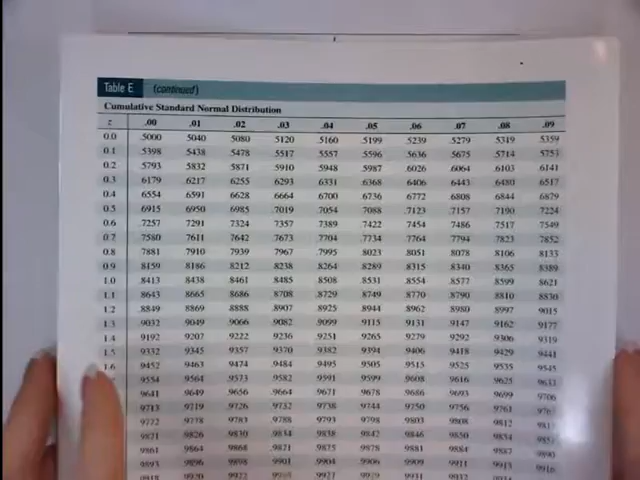 Table E (continued)
Cumulative Standard Normal Distribution
z .00 .01 .02 .03 .04 .05 .06 .07 .08 .09
0.0 .5000 .5040 .5080 .5120 .5160 .5199 .5239 .5279 .5319 .5359
0.1 .5398 .5438 .5478 .5517 .5557 .5596 .5636 .5675 .5714 .5753
0.2 .5793 .5832 .5871 .5910 .5948 .5987 .6026 .6064 .6103 .6141
0.3 .6179 .6217 .6255 .6293 .6331 .6368 .6406 .6443 .6480 .6517
0.4 .6554 .6591 .6628 .6664 .6700 .6736 .6772 .6808 .6844 .6879
0.5 .6915 .6950 .6985 .7019 .7054 .7088 .7123 .7157 .7190 .7224
0.6 .7257 .7291 .7324 .7357 .7389 .7422 .7454 .7486 .7517 .7549
0.7 .7580 .7611 .7642 .7673 .7704 .7734 .7764 .7794 .7823 .7852
0.8 .7881 .7910 .7939 .7967 .7995 .8023 .8051 .8078 .8106 .8133
0.9 .8159 .8186 .8212 .8238 .8264 .8289 .8315 .8340 .8365 .8389
1.0 .8413 .8438 .8461 .8485 .8508 .8531 .8554 .8577 .8599 .8621
1.1 .8643 .8665 .8686 .8708 .8729 .8749 .8770 .8790 .8810 .8830
1.2 .8849 .8869 .8888 .8907 .8925 .8944 .8962 .8980 .8997 .9015
1.3 .9032 .9049 .9066 .9082 .9099 .9115 .9131 .9147 .9162 .9177
1.4 .9192 .9207 .9222 .9236 .9251 .9265 .9279 .9292 .9306 .9319
1.5 .9332 .9345 .9357 .9370 .9382 .9394 .9406 .9418 .9429 .9441
1.6 .9452 .9463 .9474 .9484 .9495 .9505 .9515 .9525 .9535 .9545
.9554 .9564 .9573 .9582 .9591 .9599 .9608 .9616 .9625 .9633
.9641 .9649 .9656 .9664 .9671 .9678 .9686 .9693 .9699 .9706
.9713 .9719 .9726 .9732 .9738 .9744 .9750 .9756 .9761
.9772 .9778 .9783 .9788 .9793 .9798 .9803 .9808 .9812
.9821 .9826 .9830 .9834 .9838 .9842 .9846 .9850 .9854
.9861 .9864 .9868 .9871 .9875 .9878 .9881 .9884 .9887 .9890
.9893 .9896 .9898 .9901 .9904 .9906 .9909 .9911 .9913 .9916